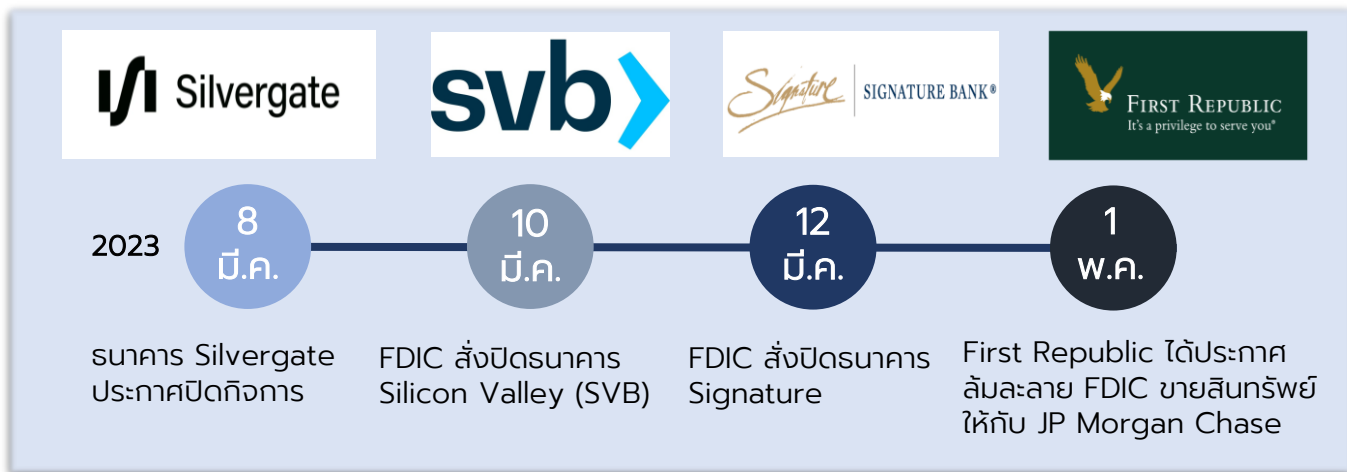 Silvergate
svb
Signature
SIGNATURE BANK®
FIRST REPUBLIC
It's a privilege to serve you®
2023
8
มี.ค.
10
มี.ค.
12
มี.ค.
1
พ.ค.
ธนาคาร Silvergate
ประกาศปิดกิจการ
FDIC สั่งปิดธนาคาร
Silicon Valley (SVB)
FDIC สั่งปิดธนาคาร
Signature
First Republic ได้ประกาศ
ล้มละลาย FDIC ขายสินทรัพย์
ให้กับ JP Morgan Chase